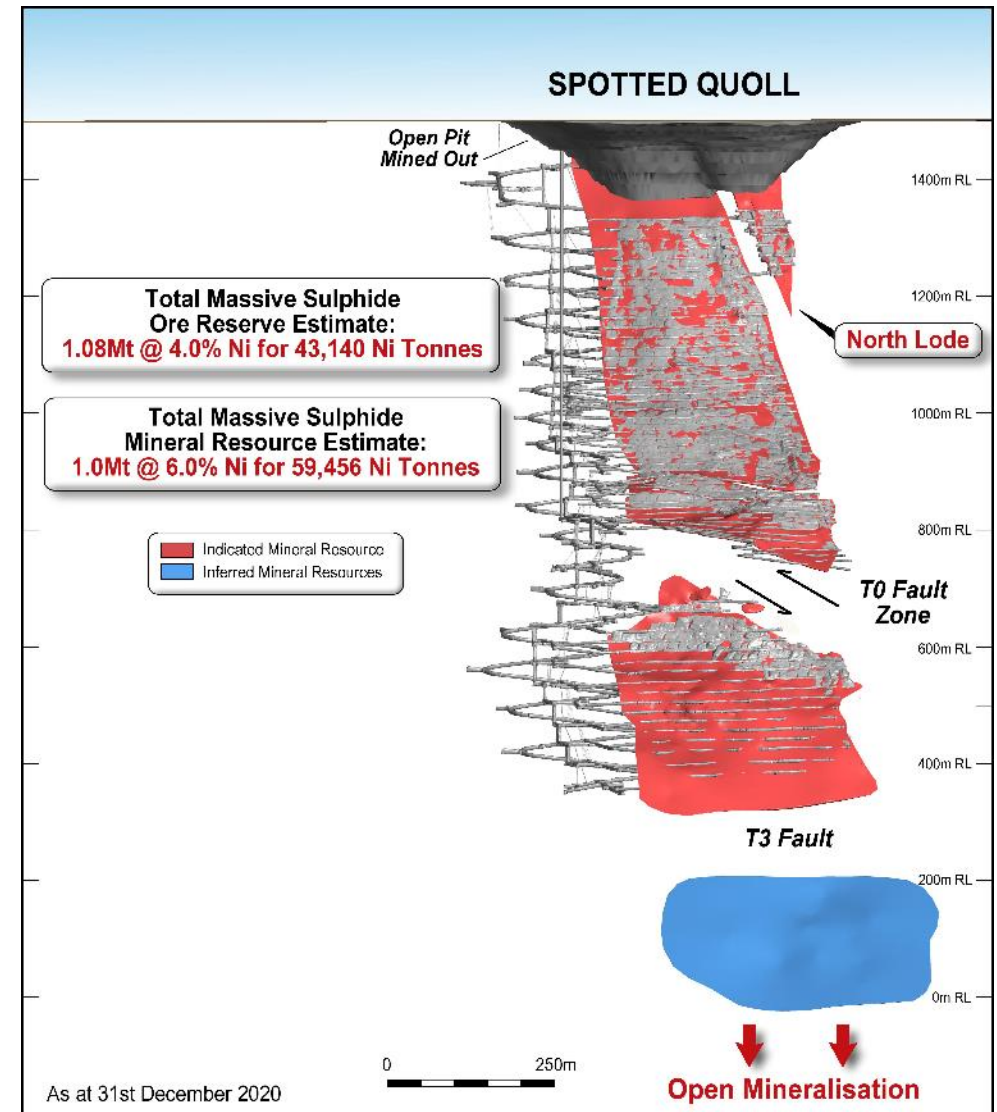 SPOTTED QUOLL
Open Pit
Mined Out
1400m RL
Total Massive Sulphide
Ore Reserve Estimate:
1.08Mt @ 4.0% Ni for 43,140 Ni Tonnes
1200m RL
North Lode
Total Massive Sulphide
Mineral Resource Estimate:
1.0Mt @ 6.0% Ni for 59,456 Ni Tonnes
1000m RL
Indicated Mineral Resource
Inferred Mineral Resources
800m RL
T0 Fault
Zone
600m RL
400m RL
T3 Fault
200m RL
0m RL
0
250m
Open Mineralisation
As at 31st December 2020